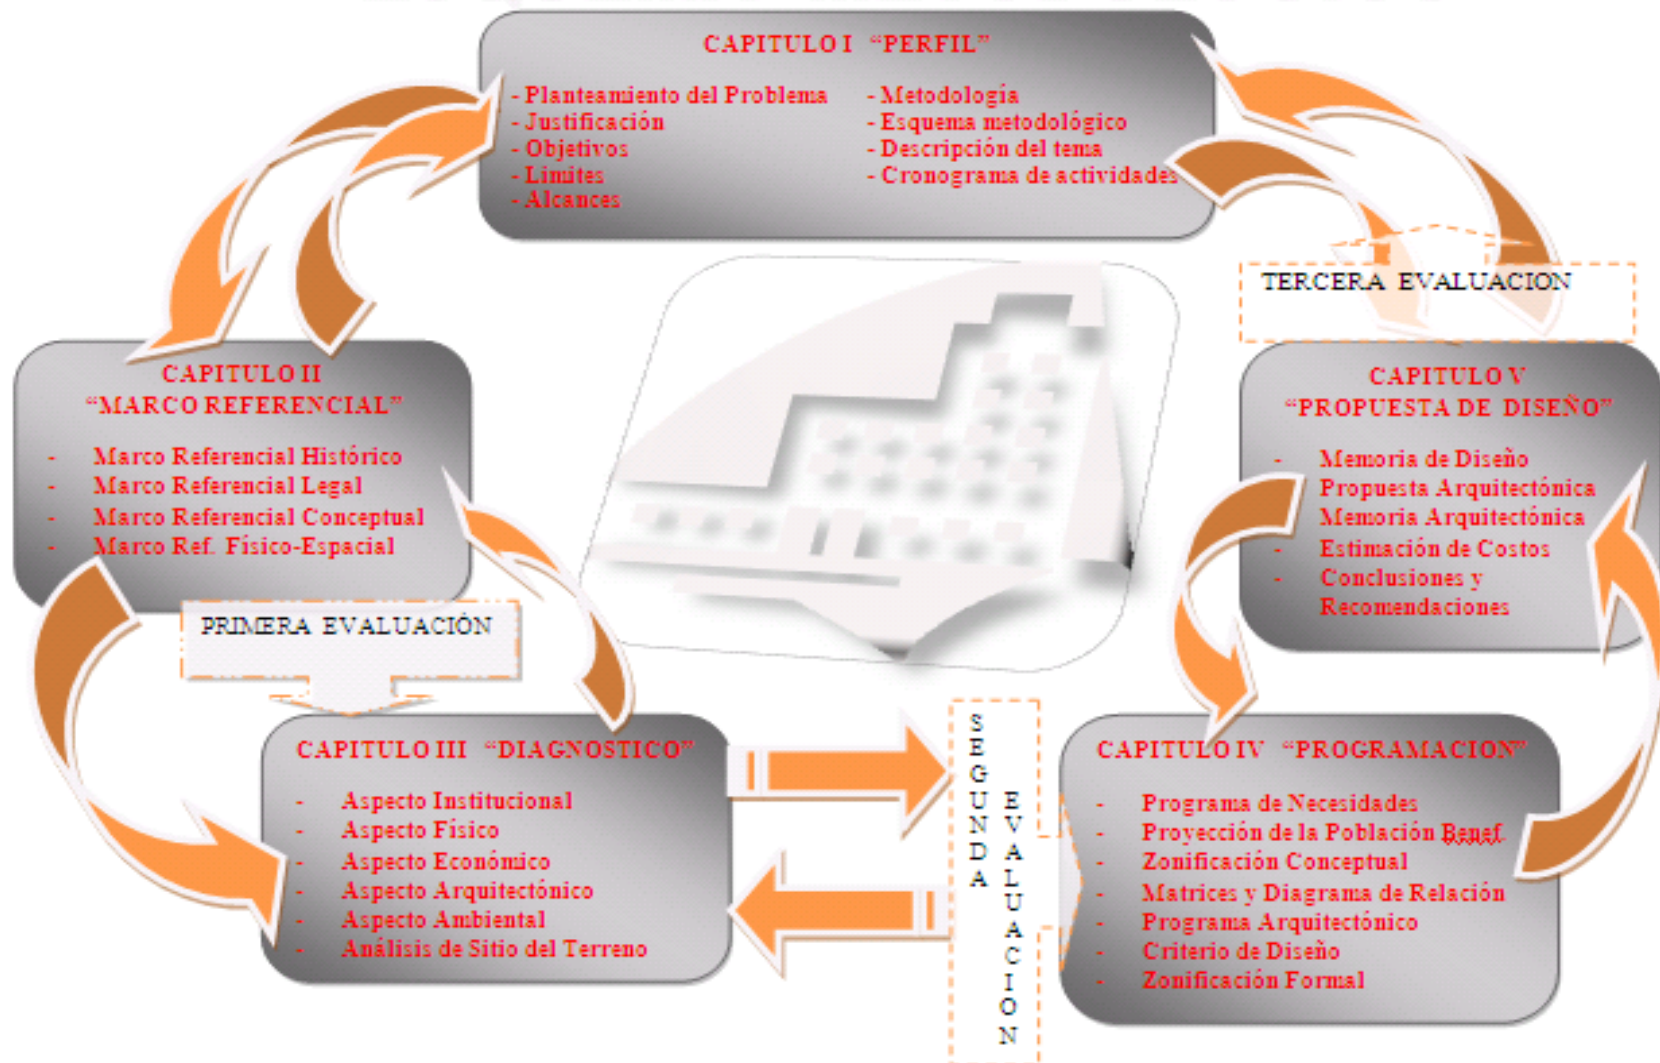 CAPITULO I “PERFIL”
- Planteamiento del Problema
- Justificación
- Objetivos
- Limites
- Alcances
- Metodología
- Esquema metodológico
- Descripción del tema
- Cronograma de actividades
TERCERA EVALUACION
CAPITULO II
“MARCO REFERENCIAL”
- Marco Referencial Histórico
- Marco Referencial Legal
- Marco Referencial Conceptual
- Marco Ref. Físico-Espacial
PRIMERA EVALUACIÓN
CAPITULO III “DIAGNOSTICO”
- Aspecto Institucional
- Aspecto Físico
- Aspecto Económico
- Aspecto Arquitectónico
- Aspecto Ambiental
- Análisis de Sitio del Terreno
SEGUNDA
EVALUACION
CAPITULO IV “PROGRAMACION”
- Programa de Necesidades
- Proyección de la Población Benef.
- Zonificación Conceptual
- Matrices y Diagrama de Relación
- Programa Arquitectónico
- Criterio de Diseño
- Zonificación Formal
CAPITULO V
“PROPUESTA DE DISEÑO”
- Memoria de Diseño
- Propuesta Arquitectónica
- Memoria Arquitectónica
- Estimación de Costos
- Conclusiones y
Recomendaciones